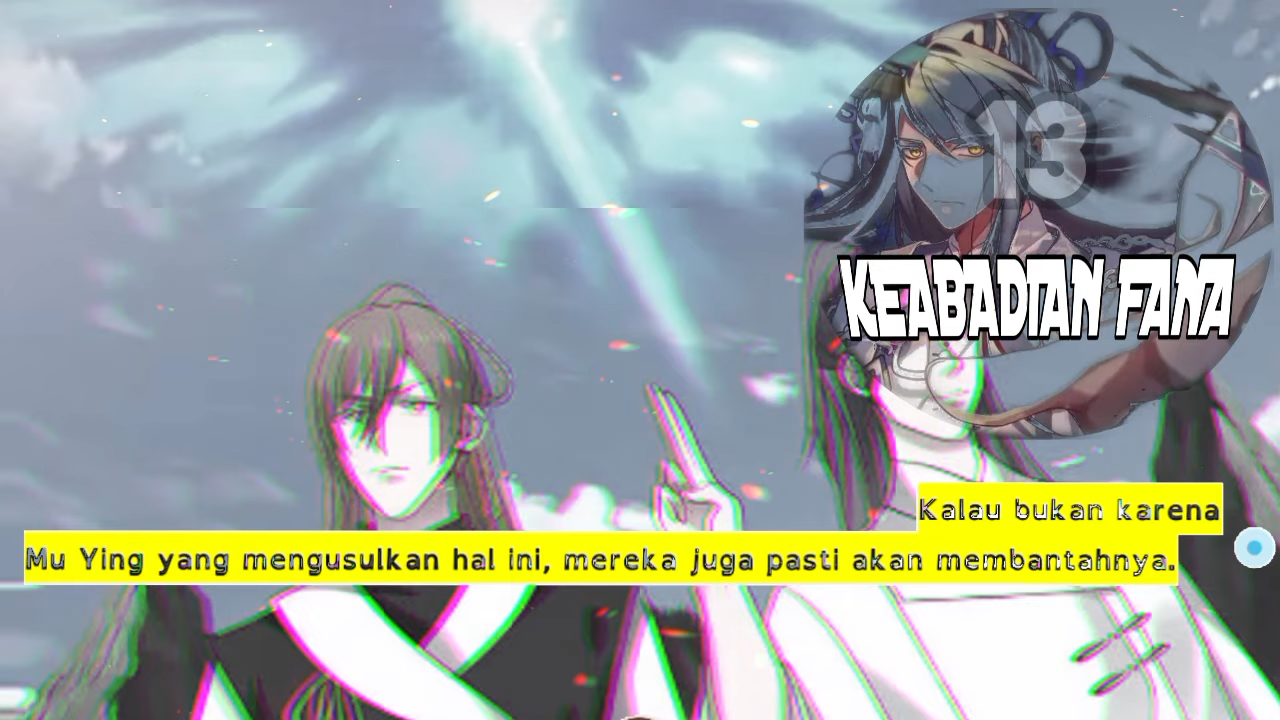 13
KEABADIAN FANA
Kalau bukan karena
Mu Ying yang mengusulkan hal ini, mereka juga pasti akan membantahnya.